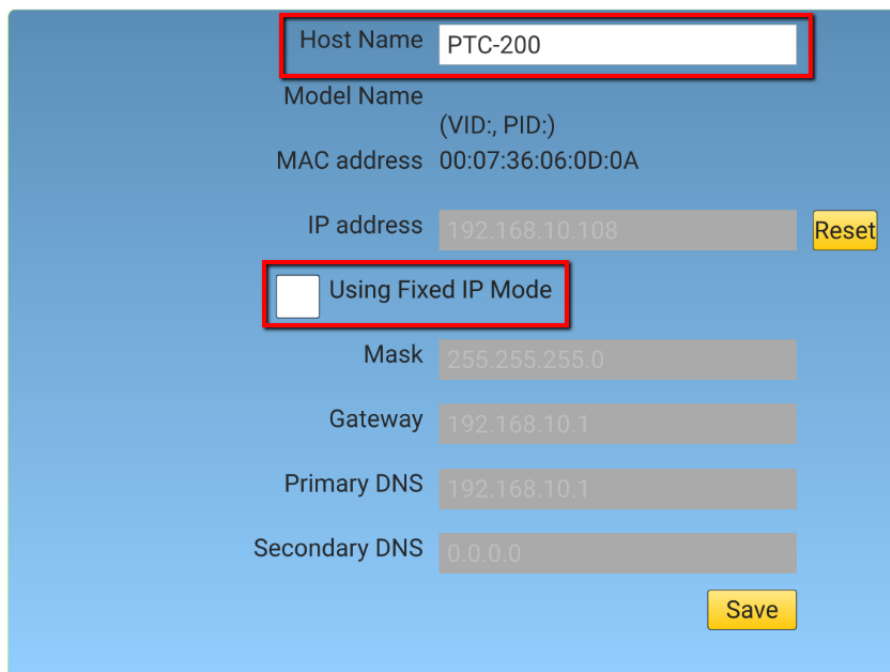 Host Name PTC-200
Model Name
(VID:, PID:)
MAC address 00:07:36:06:0D:0A
IP address 192.168.10.108 Reset
Using Fixed IP Mode
Mask 255.255.255.0
Gateway 192.168.10.1
Primary DNS 192.168.10.1
Secondary DNS 0.0.0.0
Save